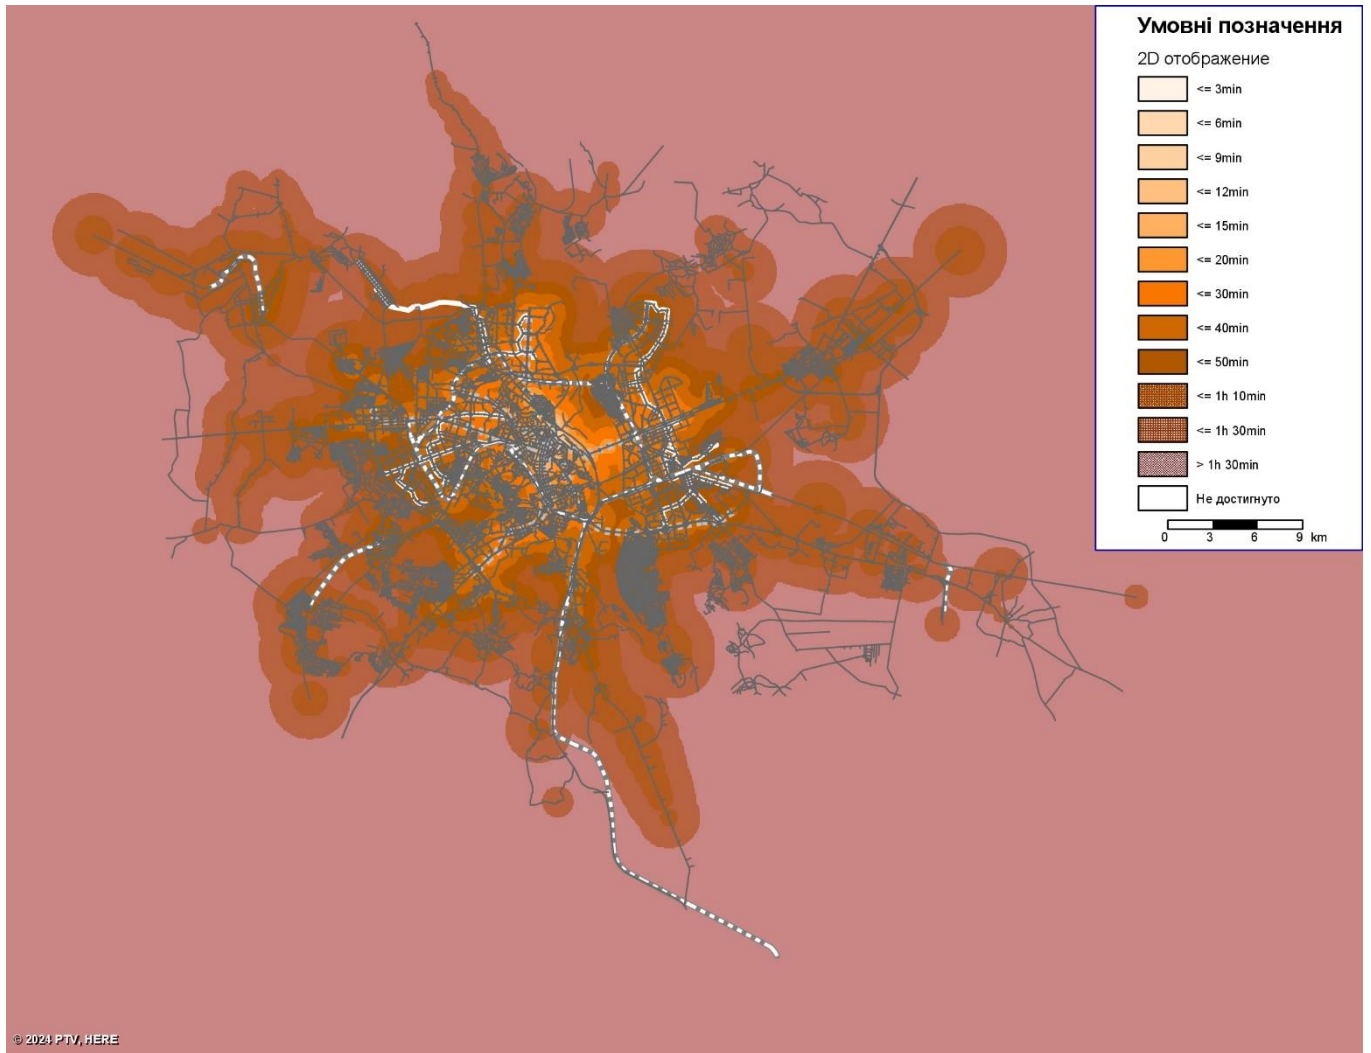 Умовні позначення
2D отображение
<= 3min
<= 6min
<= 9min
<= 12min
<= 15min
<= 20min
<= 30min
<= 40min
<= 50min
<= 1h 10min
<= 1h 30min
> 1h 30min
Не достигнуто
0 3 6 9 km
© 2024 PTV, HERE